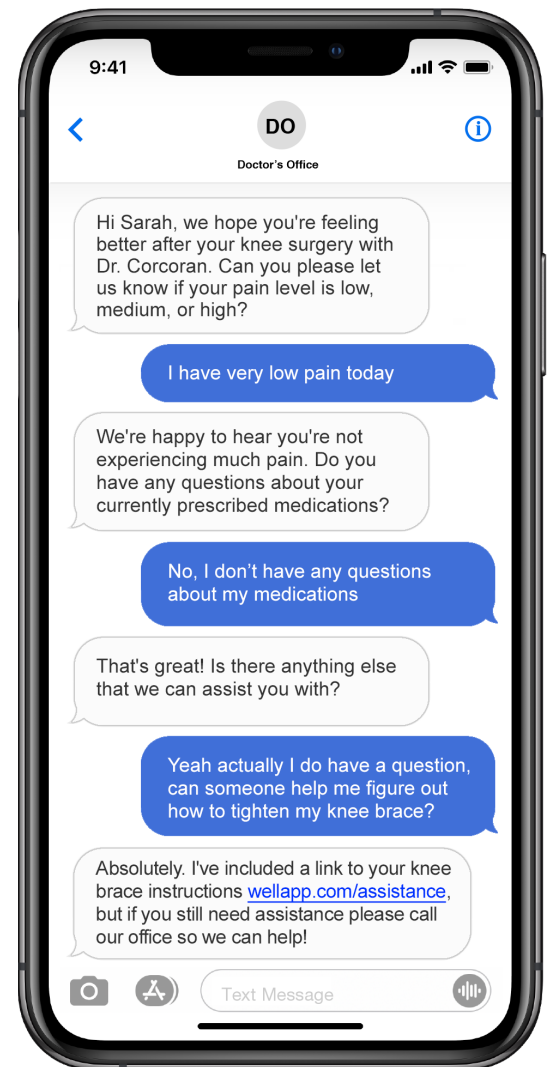 9:41
DO
Doctor's Office
Hi Sarah, we hope you're feeling
better after your knee surgery with
Dr. Corcoran. Can you please let
us know if your pain level is low,
medium, or high?
I have very low pain today
We're happy to hear you're not
experiencing much pain. Do you
have any questions about your
currently prescribed medications?
No, I don’t have any questions
about my medications
That's great! Is there anything else
that we can assist you with?
Yeah actually I do have a question,
can someone help me figure out
how to tighten my knee brace?
Absolutely. I've included a link to your knee
brace instructions wellapp.com/assistance,
but if you still need assistance please call
our office so we can help!
Text Message